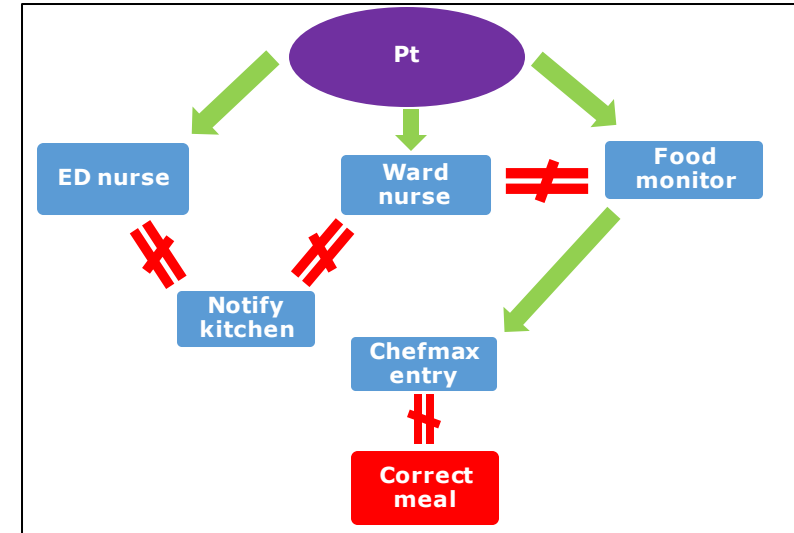 Pt
ED nurse
Ward
nurse
Food
monitor
Notify
kitchen
Chefmax
entry
Correct
meal